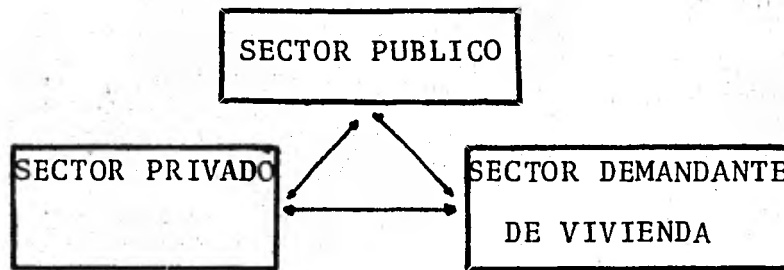 SECTOR PUBLICO
SECTOR PRIVADO
SECTOR DEMANDANTE
DE VIVIENDA